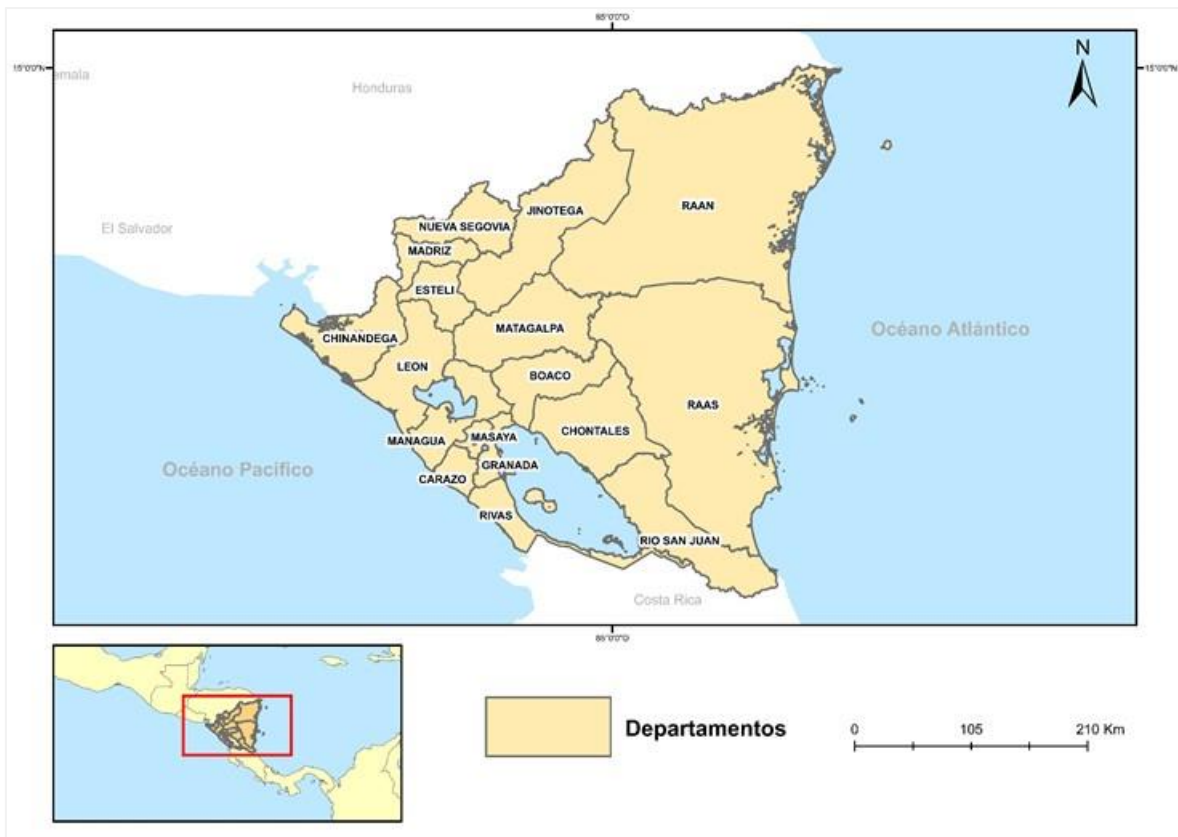 85°0'0"O
15°0'0"N
15°0'0"N
emala
Honduras
N
El Salvador
JINOTEGA
RAAN
NUEVA SEGOVIA
MADRIZ
ESTELI
CHINANDEGA
MATAGALPA
Océano Atlántico
LEON
BOACO
RAAS
CHONTALES
MANAGUA
MASAYA
GRANADA
Océano Pacífico
CARAZO
RIVAS
RIO SAN JUAN
Costa Rica
85°0'0"O
Departamentos
0 105 210 Km